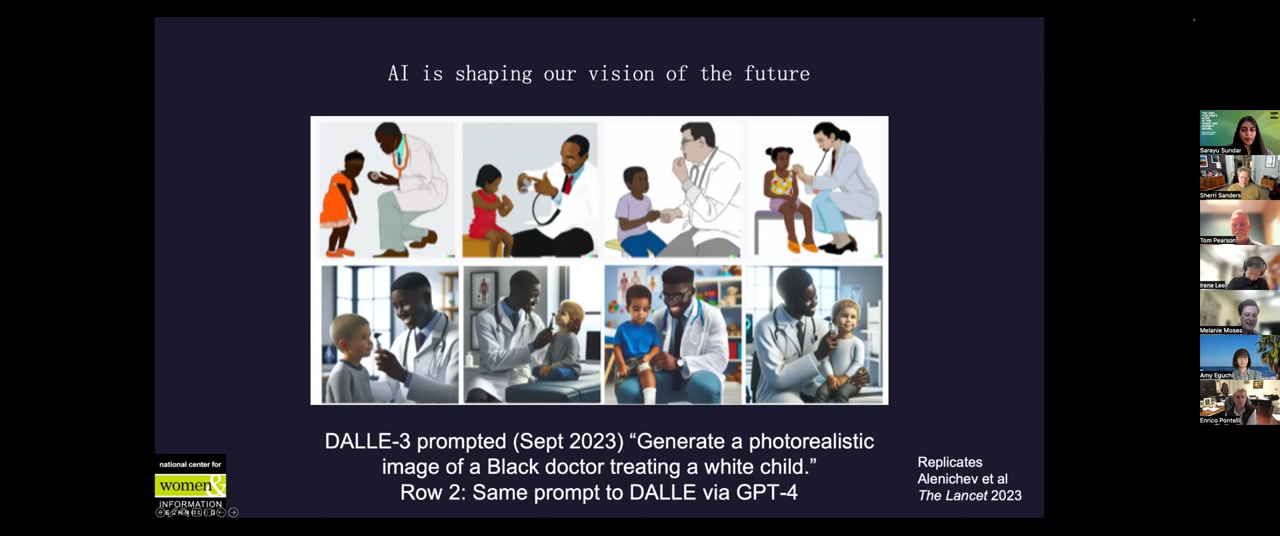 AI is shaping our vision of the future
DALLE-3 prompted (Sept 2023) “Generate a photorealistic
image of a Black doctor treating a white child.”
Row 2: Same prompt to DALLE via GPT-4
Replicates
Alenichev et al
The Lancet 2023
national center for
women&
INFORMATION
Sarayu Sundar
Sherri Sanders
Tom Pearson
Irene Lee
Melanie Moses
Amy Eguchi
Enrico Pontelli